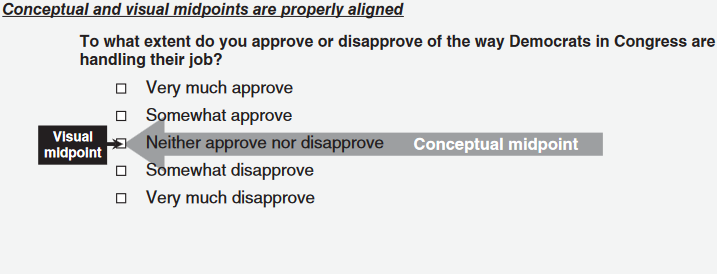 Conceptual and visual midpoints are properly aligned
To what extent do you approve or disapprove of the way Democrats in Congress are
handling their job?
Very much approve
Somewhat approve
Visual
midpoint
Neither approve nor disapprove
Conceptual midpoint
Somewhat disapprove
Very much disapprove